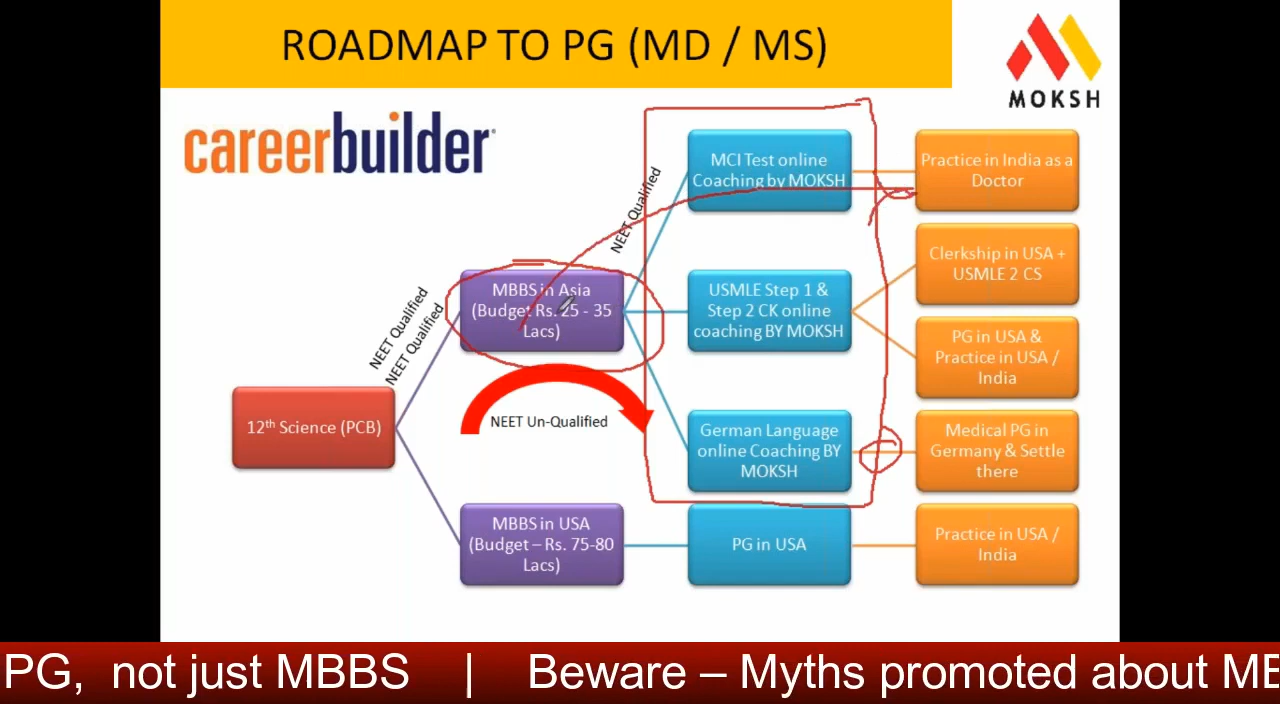 ROADMAP TO PG (MD / MS)
MOKSH
careerbuilder
NEET Qualified
NEET Qualified
NEET Qualified
12th Science (PCB)
MBBS in Asia
(Budget Rs. 25 - 35
Lacs)
NEET Un-Qualified
MBBS in USA
(Budget – Rs. 75-80
Lacs)
MCI Test online
Coaching by MOKSH
USMLE Step 1 &
Step 2 CK online
coaching BY MOKSH
German Language
online Coaching BY
MOKSH
PG in USA
Practice in India as a
Doctor
Clerkship in USA +
USMLE 2 CS
PG in USA &
Practice in USA /
India
Medical PG in
Germany & Settle
there
Practice in USA /
India
PG, not just MBBS | Beware – Myths promoted about